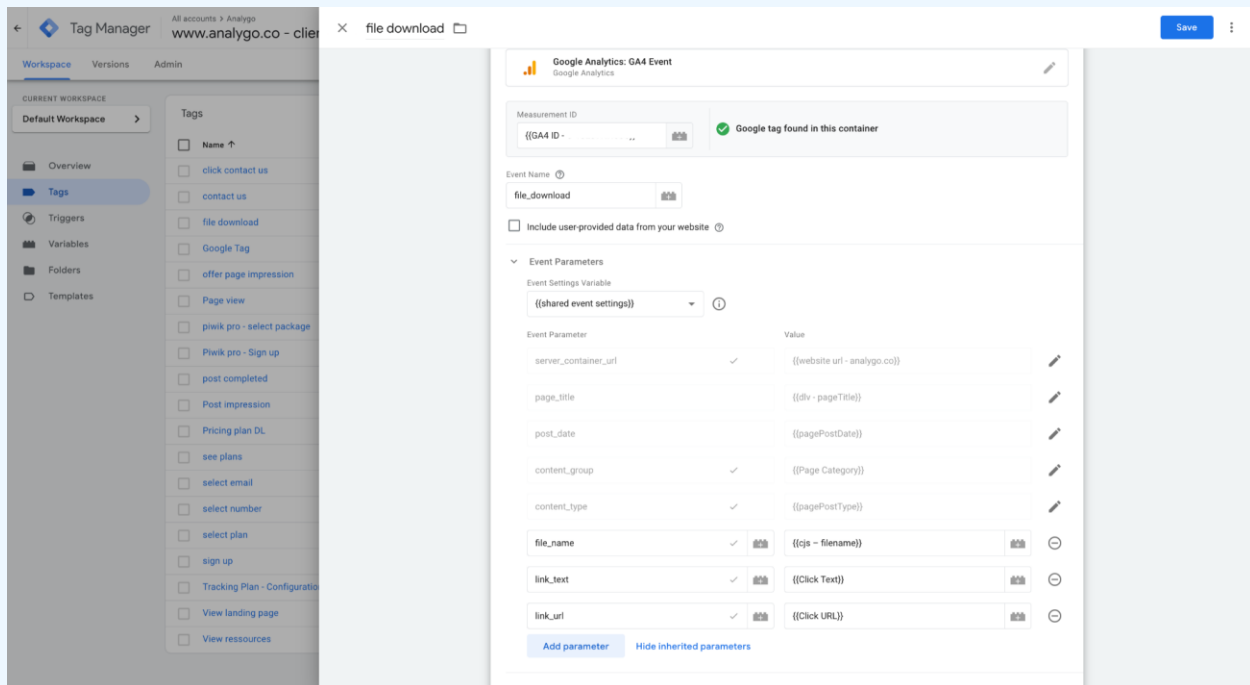 Tag Manager
All accounts > Analygo
www.analygo.co - clien
file download
Save
Workspace Versions Admin
CURRENT WORKSPACE
Default Workspace
Overview
Tags
Triggers
Variables
Folders
Templates
Tags
Name
click contact us
contact us
file download
Google Tag
offer page impression
Page view
piwik pro - select package
Piwik pro - Sign up
post completed
Post impression
Pricing plan DL
see plans
select email
select number
select plan
sign up
Tracking Plan - Configuratio
View landing page
View ressources
Google Analytics: GA4 Event
Google Analytics
Measurement ID
{{GA4 ID -
Google tag found in this container
Event Name
file_download
Include user-provided data from your website
Event Parameters
Event Settings Variable
{{shared event settings}}
Event Parameter Value
server_container_url {{website url - analygo.co}}
page_title {{dlv - pageTitle}}
post_date {{pagePostDate}}
content_group {{Page Category}}
content_type {{pagePostType}}
file_name {{cjs – filename}}
link_text {{Click Text}}
link_url {{Click URL}}
Add parameter Hide inherited parameters